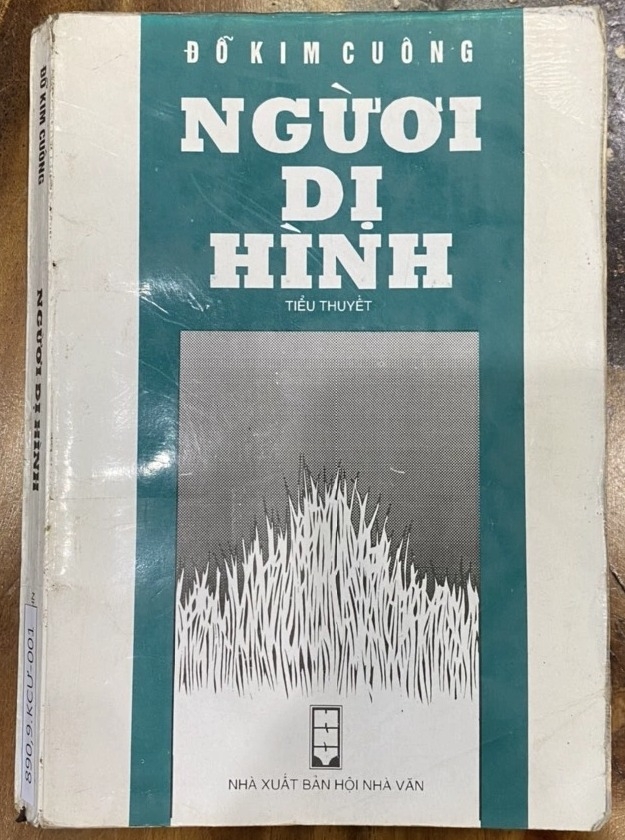 ĐỖ KIM CUÔNG
NGƯỜI
DỊ
HÌNH
TIỂU THUYẾT
NHÀ XUẤT BẢN HỘI NHÀ VĂN
ĐỖ KIM CUÔNG
NGƯỜI DỊ HÌNH
890,9.KCU-001